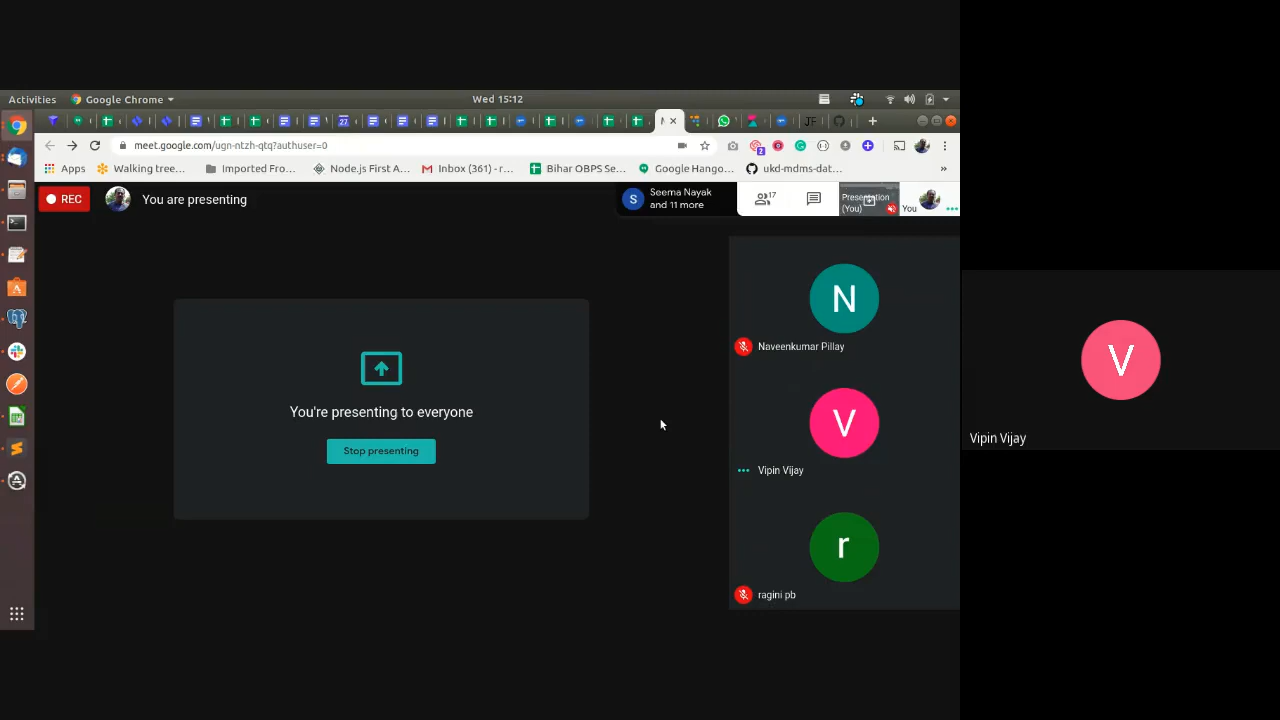 Activities
Google Chrome
Wed 15:12
27
JF
meet.google.com/ugn-ntzh-qtq?authuser=0
2
Apps
Walking tree...
Imported Fro...
Node.js First A...
Inbox (361) - r...
Bihar OBPS Se...
Google Hango...
ukd-mdms-dat...
»
REC
You are presenting
S
Seema Nayak
and 11 more
17
Presentation
(You)
You
N
Naveenkumar Pillay
You're presenting to everyone
Stop presenting
V
Vipin Vijay
r
ragini pb
V
Vipin Vijay